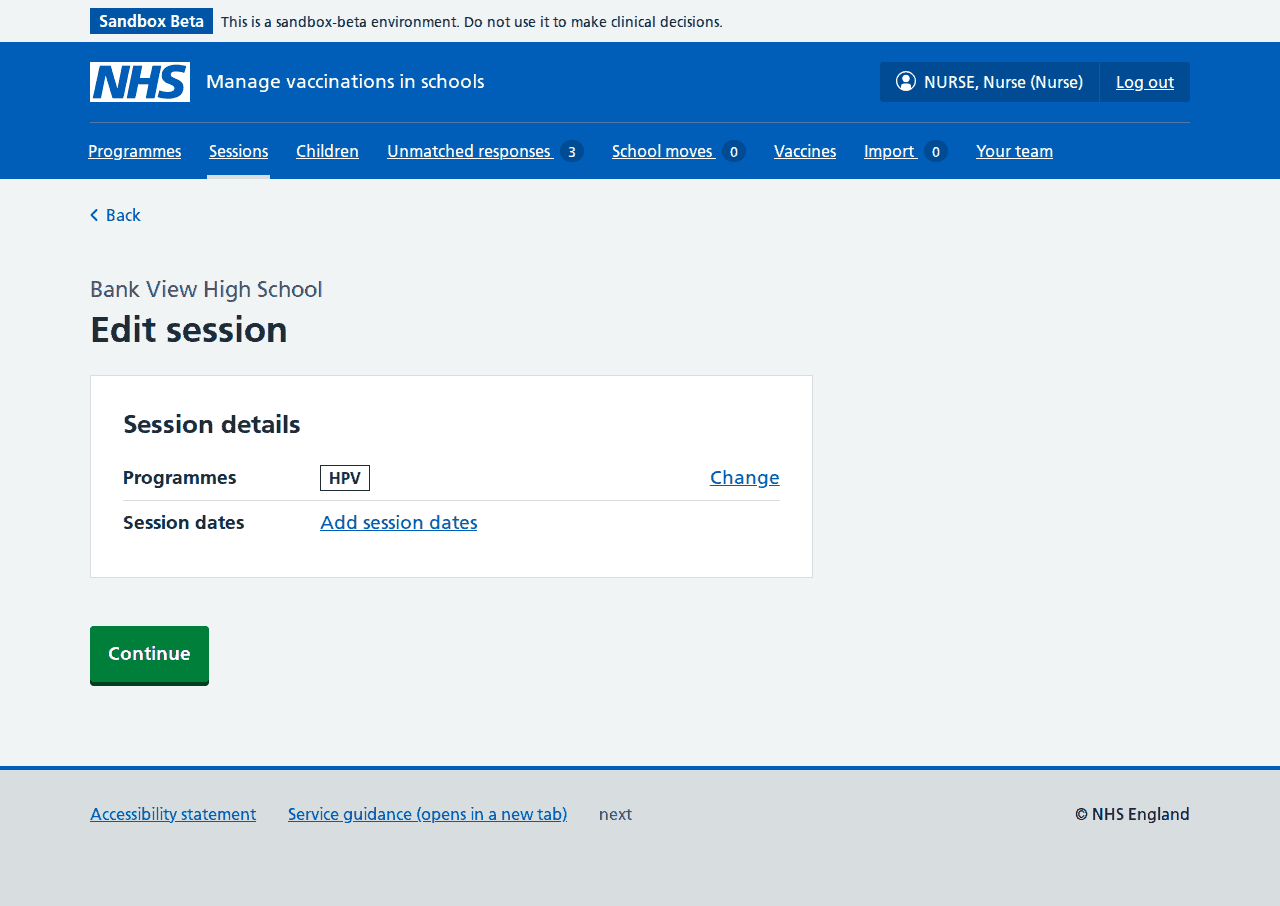 Sandbox Beta This is a sandbox-beta environment. Do not use it to make clinical decisions.
NHS Manage vaccinations in schools NURSE, Nurse (Nurse) Log out
Programmes Sessions Children Unmatched responses 3 School moves 0 Vaccines Import 0 Your team
Back
Bank View High School
Edit session
Session details
Programmes HPV Change
Session dates Add session dates
Continue
Accessibility statement Service guidance (opens in a new tab) next © NHS England